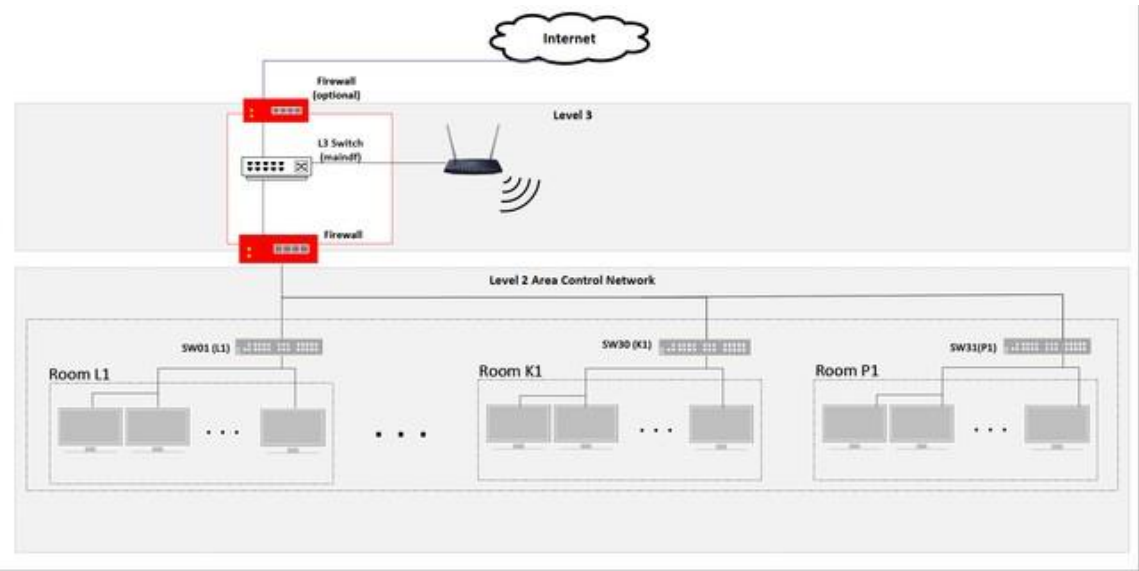 Internet
Firewall
(optional)
Level 3
L3 Switch
(maindf)
Firewall
Level 2 Area Control Network
SW01 (L1)
SW30 (K1)
SW31(P1)
Room L1
Room K1
Room P1